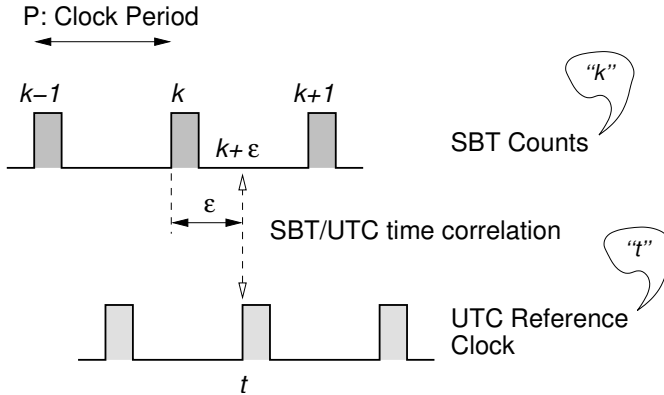 P: Clock Period
k−1 k k+1 “k”
SBT Counts
k+ ε
ε
SBT/UTC time correlation
“t”
UTC Reference
Clock
t